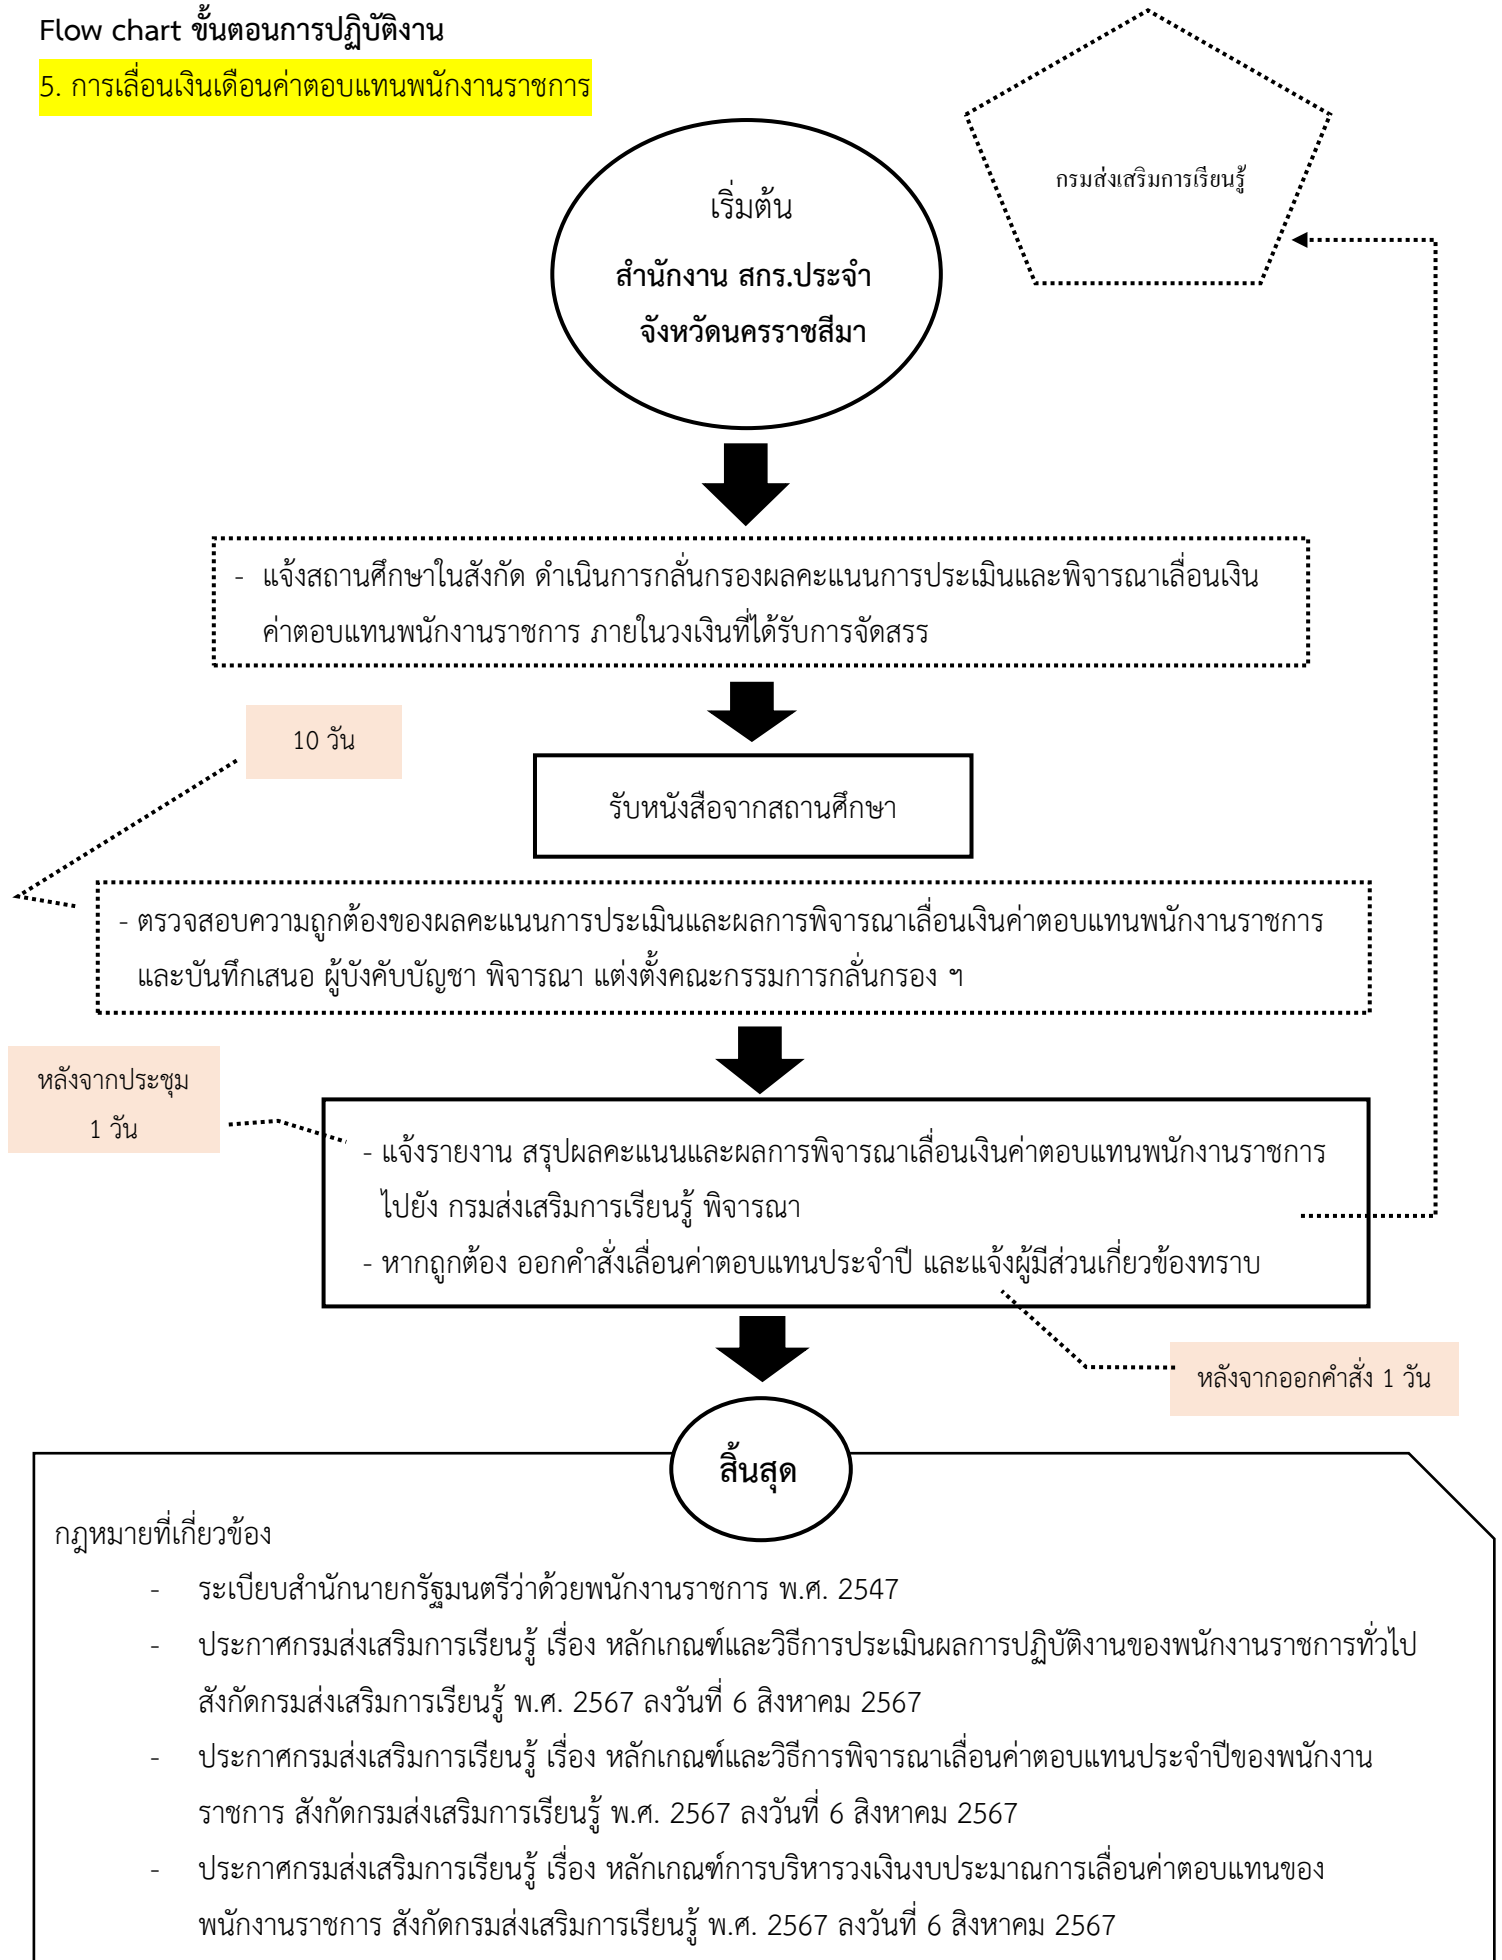 Flow chart ขั้นตอนการปฏิบัติงาน
5. การเลื่อนเงินเดือนค่าตอบแทนพนักงานราชการ
กรมส่งเสริมการเรียนรู้
เริ่มต้น
สำนักงาน สกร.ประจำ
จังหวัดนครราชสีมา
- แจ้งสถานศึกษาในสังกัด ดำเนินการกลั่นกรองผลคะแนนการประเมินและพิจารณาเลื่อนเงิน
ค่าตอบแทนพนักงานราชการ ภายในวงเงินที่ได้รับการจัดสรร
10 วัน
รับหนังสือจากสถานศึกษา
- ตรวจสอบความถูกต้องของผลคะแนนการประเมินและผลการพิจารณาเลื่อนเงินค่าตอบแทนพนักงานราชการ
และบันทึกเสนอ ผู้บังคับบัญชา พิจารณา แต่งตั้งคณะกรรมการกลั่นกรอง ฯ
หลังจากประชุม
1 วัน
- แจ้งรายงาน สรุปผลคะแนนและผลการพิจารณาเลื่อนเงินค่าตอบแทนพนักงานราชการ
ไปยัง กรมส่งเสริมการเรียนรู้ พิจารณา
- หากถูกต้อง ออกคำสั่งเลื่อนค่าตอบแทนประจำปี และแจ้งผู้มีส่วนเกี่ยวข้องทราบ
หลังจากออกคำสั่ง 1 วัน
สิ้นสุด
กฎหมายที่เกี่ยวข้อง
- ระเบียบสำนักนายกรัฐมนตรีว่าด้วยพนักงานราชการ พ.ศ. 2547
- ประกาศกรมส่งเสริมการเรียนรู้ เรื่อง หลักเกณฑ์และวิธีการประเมินผลการปฏิบัติงานของพนักงานราชการทั่วไป
สังกัดกรมส่งเสริมการเรียนรู้ พ.ศ. 2567 ลงวันที่ 6 สิงหาคม 2567
- ประกาศกรมส่งเสริมการเรียนรู้ เรื่อง หลักเกณฑ์และวิธีการพิจารณาเลื่อนค่าตอบแทนประจำปีของพนักงาน
ราชการ สังกัดกรมส่งเสริมการเรียนรู้ พ.ศ. 2567 ลงวันที่ 6 สิงหาคม 2567
- ประกาศกรมส่งเสริมการเรียนรู้ เรื่อง หลักเกณฑ์การบริหารวงเงินงบประมาณการเลื่อนค่าตอบแทนของ
พนักงานราชการ สังกัดกรมส่งเสริมการเรียนรู้ พ.ศ. 2567 ลงวันที่ 6 สิงหาคม 2567